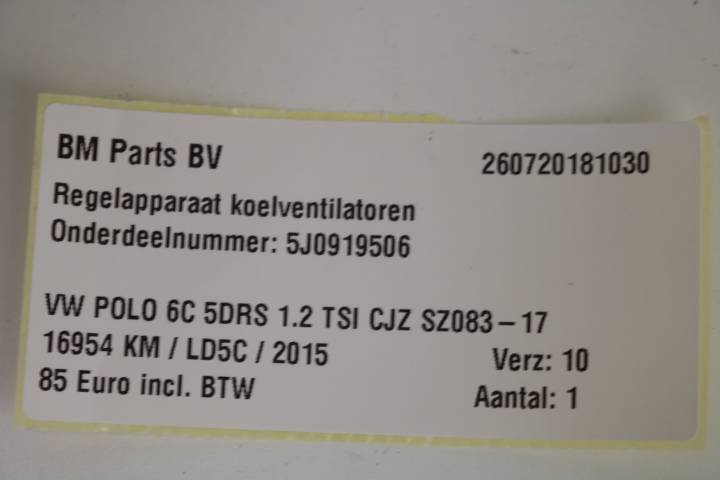 BM Parts BV 260720181030
Regelapparaat koelventilatoren
Onderdeelnummer: 5J0919506
VW POLO 6C 5DRS 1.2 TSI CJZ SZ083-17
16954 KM / LD5C / 2015 Verz: 10
85 Euro incl. BTW Aantal: 1